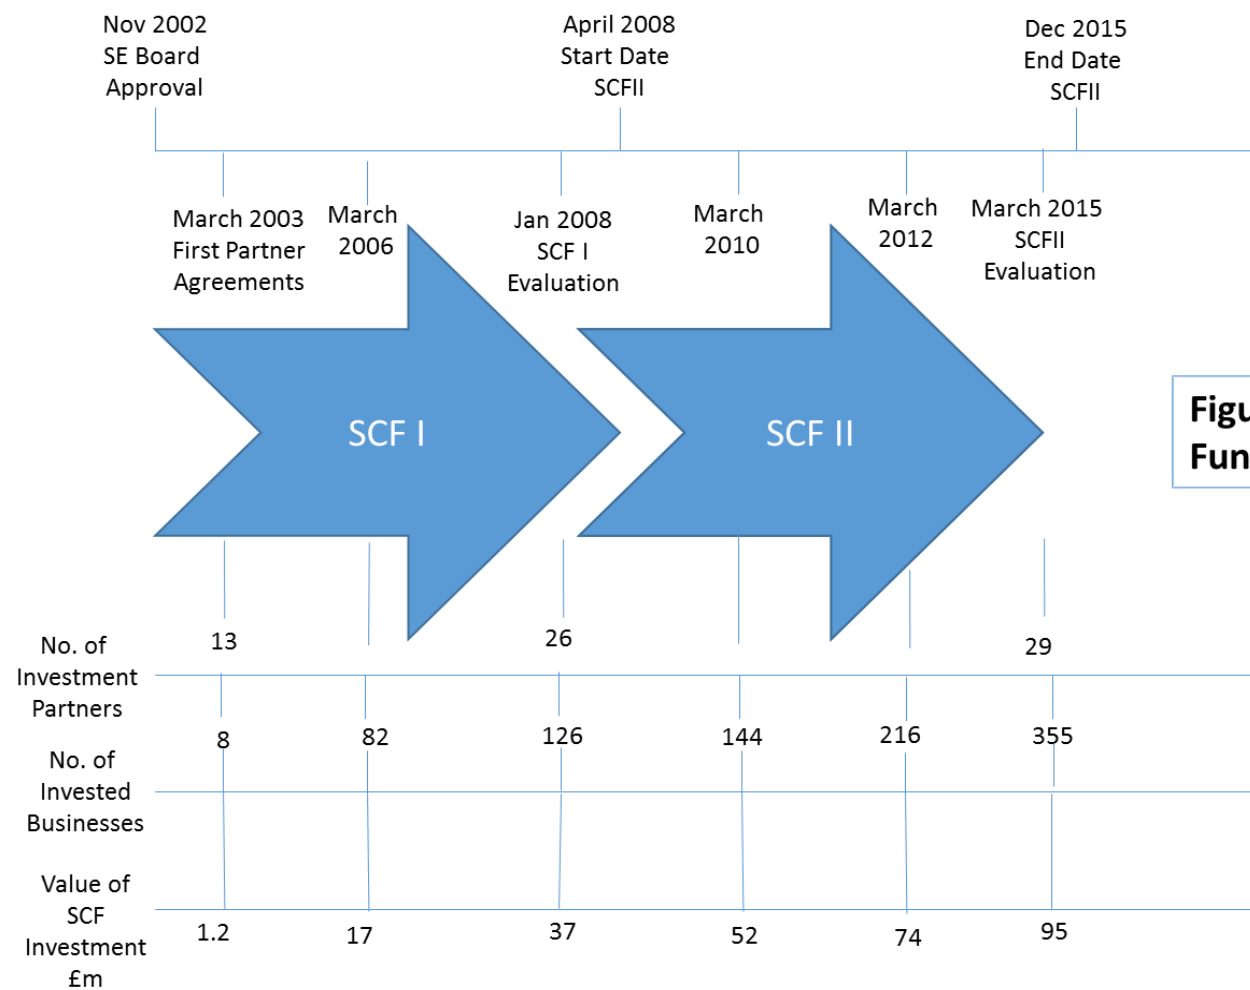 Nov 2002
SE Board
Approval
April 2008
Start Date
SCFII
Dec 2015
End Date
SCFII
March 2003
First Partner
Agreements
March
2006
Jan 2008
SCF I
Evaluation
March
2010
March
2012
March 2015
SCFII
Evaluation
SCF I
SCF II
Figu
Fun
No. of
Investment
Partners
13
26
29
No. of
Invested
Businesses
8
82
126
144
216
355
Value of
SCF
Investment
£m
1.2
17
37
52
74
95